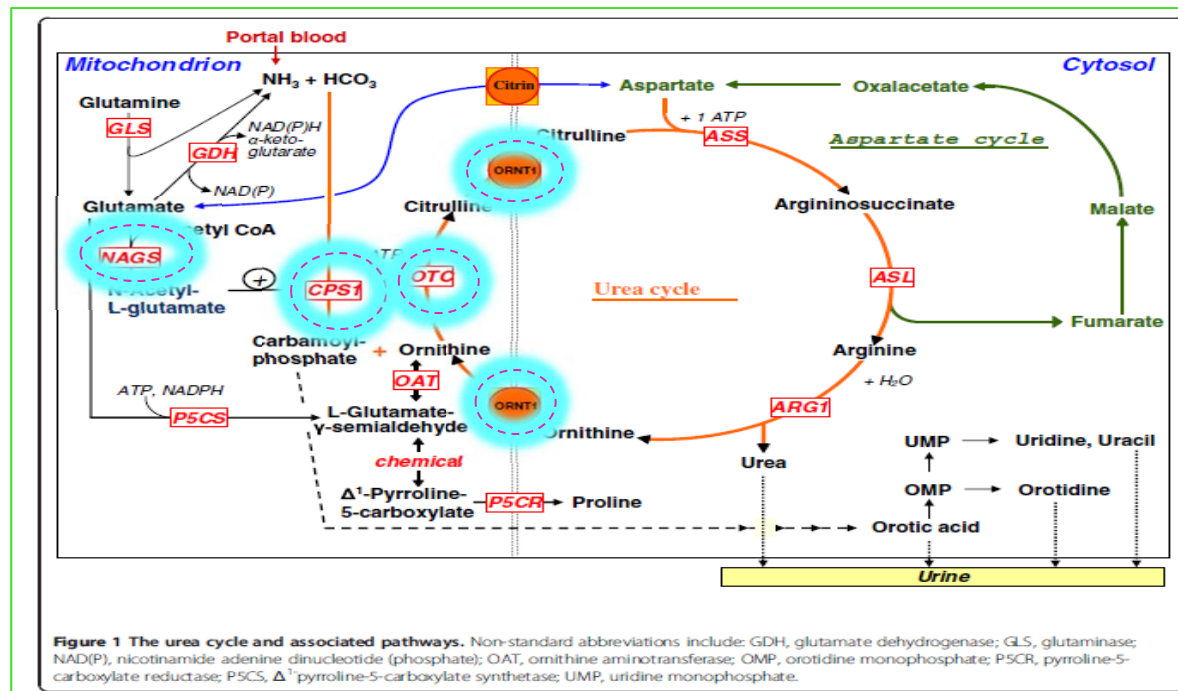 Portal blood
Mitochondrion
Cytosol
NH₃ + HCO₃
Citrin
Aspartate
Oxalacetate
Glutamine
GLS
NAD(P)H
α-keto-
glutarate
GDH
NAD(P)
+ 1 ATP
Citrulline
ASS
Aspartate cycle
ORNT1
Glutamate
Citrulline
Argininosuccinate
Malate
CoA
NAGS
OTC
ASL
+
CPS1
Urea cycle
N-Acetyl-
L-glutamate
Fumarate
Carbamoyl-
phosphate
+ Ornithine
Arginine
+ H₂O
OAT
ATP, NADPH
ORNT1
ARG1
P5CS
L-Glutamate-
γ-semialdehyde
Ornithine
UMP
Uridine, Uracil
chemical
Urea
Δ¹-Pyrroline-
5-carboxylate
P5CR
Proline
OMP
Orotidine
Orotic acid
Urine
Figure 1 The urea cycle and associated pathways. Non-standard abbreviations include: GDH, glutamate dehydrogenase; GLS, glutaminase;
NAD(P), nicotinamide adenine dinucleotide (phosphate); OAT, ornithine aminotransferase; OMP, orotidine monophosphate; P5CR, pyrroline-5-
carboxylate reductase; P5CS, Δ¹-pyrroline-5-carboxylate synthetase; UMP, uridine monophosphate.